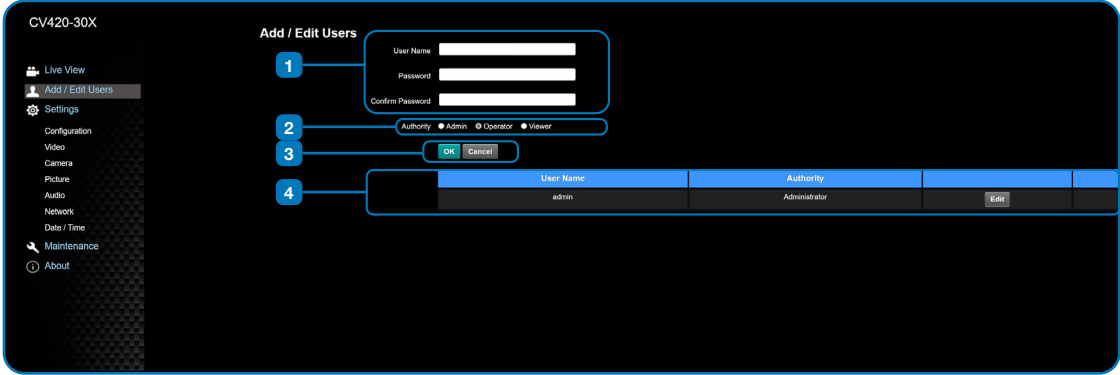 CV420-30X
Live View
Add / Edit Users
Settings
Configuration
Video
Camera
Picture
Audio
Network
Date / Time
Maintenance
About
Add / Edit Users
1
User Name
Password
Confirm Password
2
Authority Admin Operator Viewer
3
OK Cancel
4
User Name Authority
admin Administrator Edit